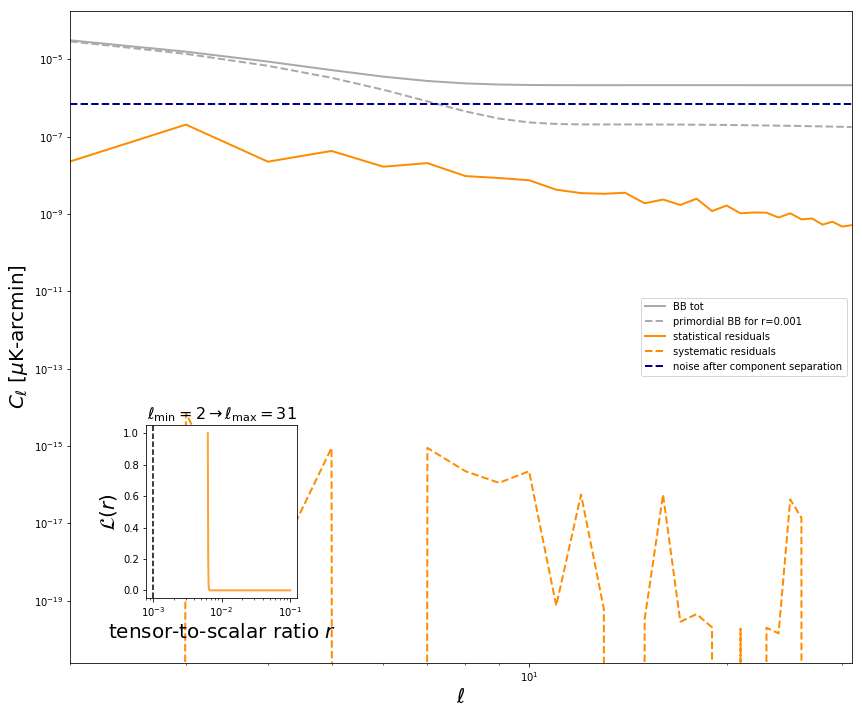 10⁻⁵
10⁻⁷
10⁻⁹
10⁻¹¹
10⁻¹³
10⁻¹⁵
10⁻¹⁷
10⁻¹⁹
Cℓ [μK-arcmin]
BB tot
primordial BB for r=0.001
statistical residuals
systematic residuals
noise after component separation
ℓmin = 2 → ℓmax = 31
1.0
0.8
0.6
0.4
0.2
0.0
ℒ(r)
10⁻³ 10⁻² 10⁻¹
tensor-to-scalar ratio r
10¹
ℓ